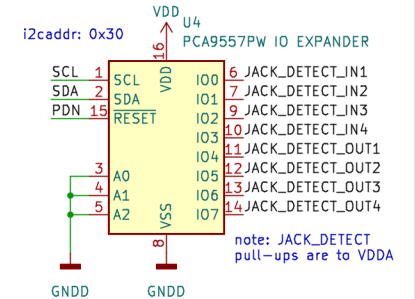 VDD
U4
i2caddr: 0x30
PCA9557PW IO EXPANDER
16
VDD
SCL 1 SCL
SDA 2 SDA
PDN 15 RESET
IO0 6 JACK_DETECT_IN1
IO1 7 JACK_DETECT_IN2
IO2 9 JACK_DETECT_IN3
IO3 10 JACK_DETECT_IN4
IO4 11 JACK_DETECT_OUT1
IO5 12 JACK_DETECT_OUT2
IO6 13 JACK_DETECT_OUT3
IO7 14 JACK_DETECT_OUT4
3 A0
4 A1
5 A2
VSS
8
note: JACK_DETECT
pull-ups are to VDDA
GNDD
GNDD